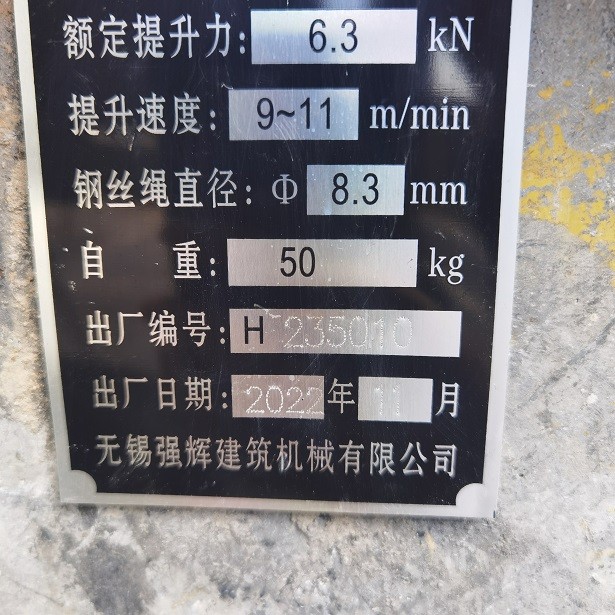 额定提升力: 6.3 kN
提升速度: 9~11 m/min
钢丝绳直径: Φ 8.3 mm
自 重: 50 kg
出厂编号: H 235010
出厂日期: 2022年 11 月
无锡强辉建筑机械有限公司